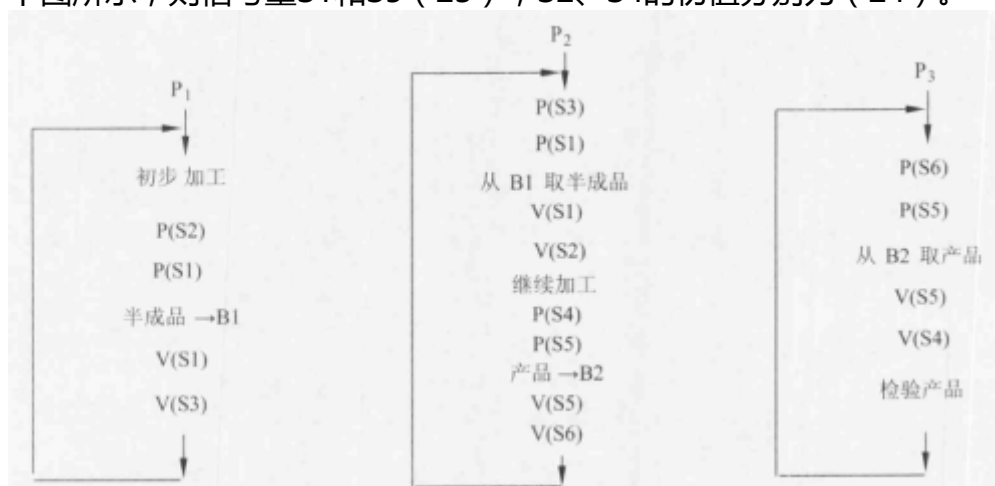 下图所示，则信号量S1和S5（23）；S2、S4的初值分别为（24）。
P1
初步 加工
P(S2)
P(S1)
半成品 →B1
V(S1)
V(S3)
P2
P(S3)
P(S1)
从 B1 取半成品
V(S1)
V(S2)
继续加工
P(S4)
P(S5)
产品 →B2
V(S5)
V(S6)
P3
P(S6)
P(S5)
从 B2 取产品
V(S5)
V(S4)
检验产品